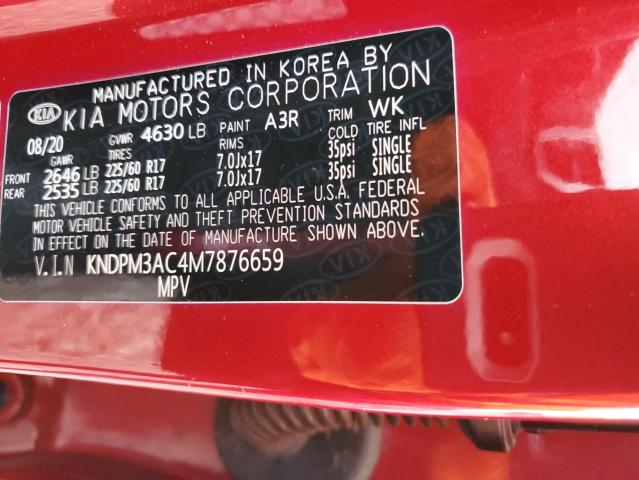 MANUFACTURED IN KOREA BY
KIA KIA MOTORS CORPORATION
08/20 GVWR 4630 LB PAINT A3R TRIM WK
GAWR TIRES RIMS COLD TIRE INFL
FRONT 2646 LB 225/60 R17 7.0Jx17 35psi SINGLE
REAR 2535 LB 225/60 R17 7.0Jx17 35psi SINGLE
THIS VEHICLE CONFORMS TO ALL APPLICABLE U.S.A. FEDERAL
MOTOR VEHICLE SAFETY AND THEFT PREVENTION STANDARDS
IN EFFECT ON THE DATE OF MANUFACTURE SHOWN ABOVE.
V.I.N KNDPM3AC4M7876659
MPV